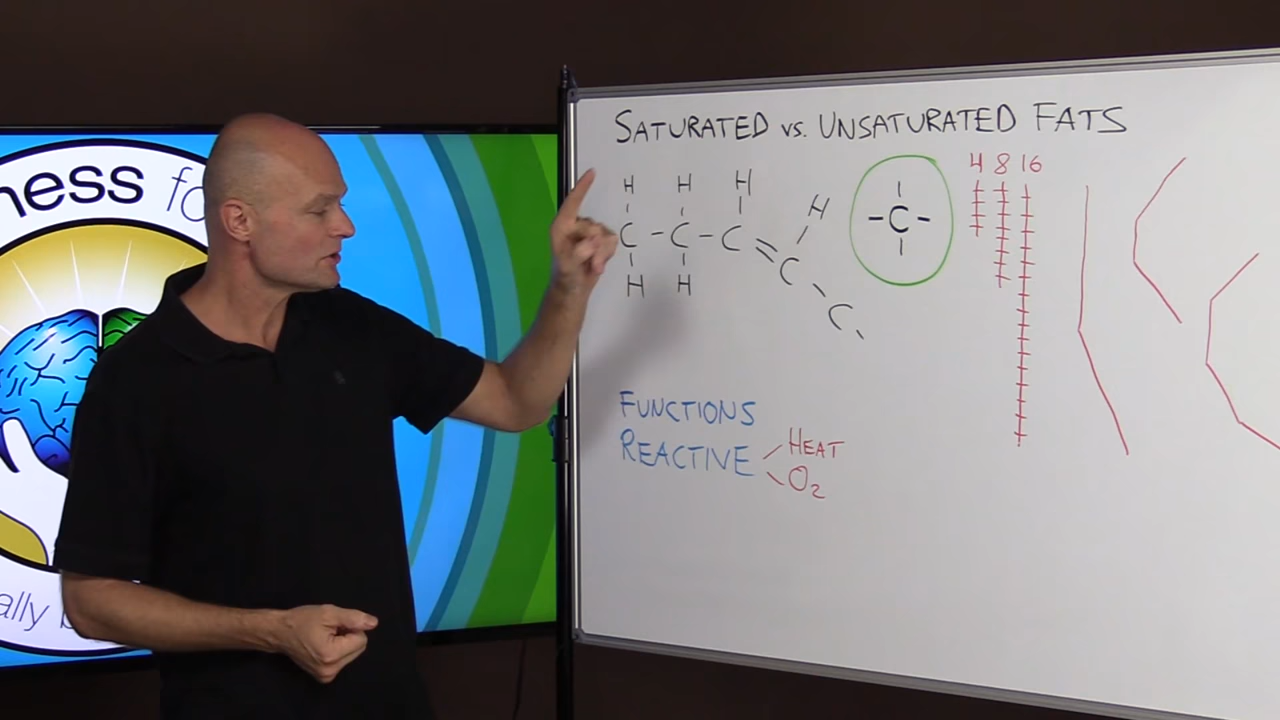 ness fo
ally b
SATURATED VS. UNSATURATED FATS
H H H H
C - C - C = C - C -
H H
- C -
4 8 16
FUNCTIONS
REACTIVE HEAT
O2